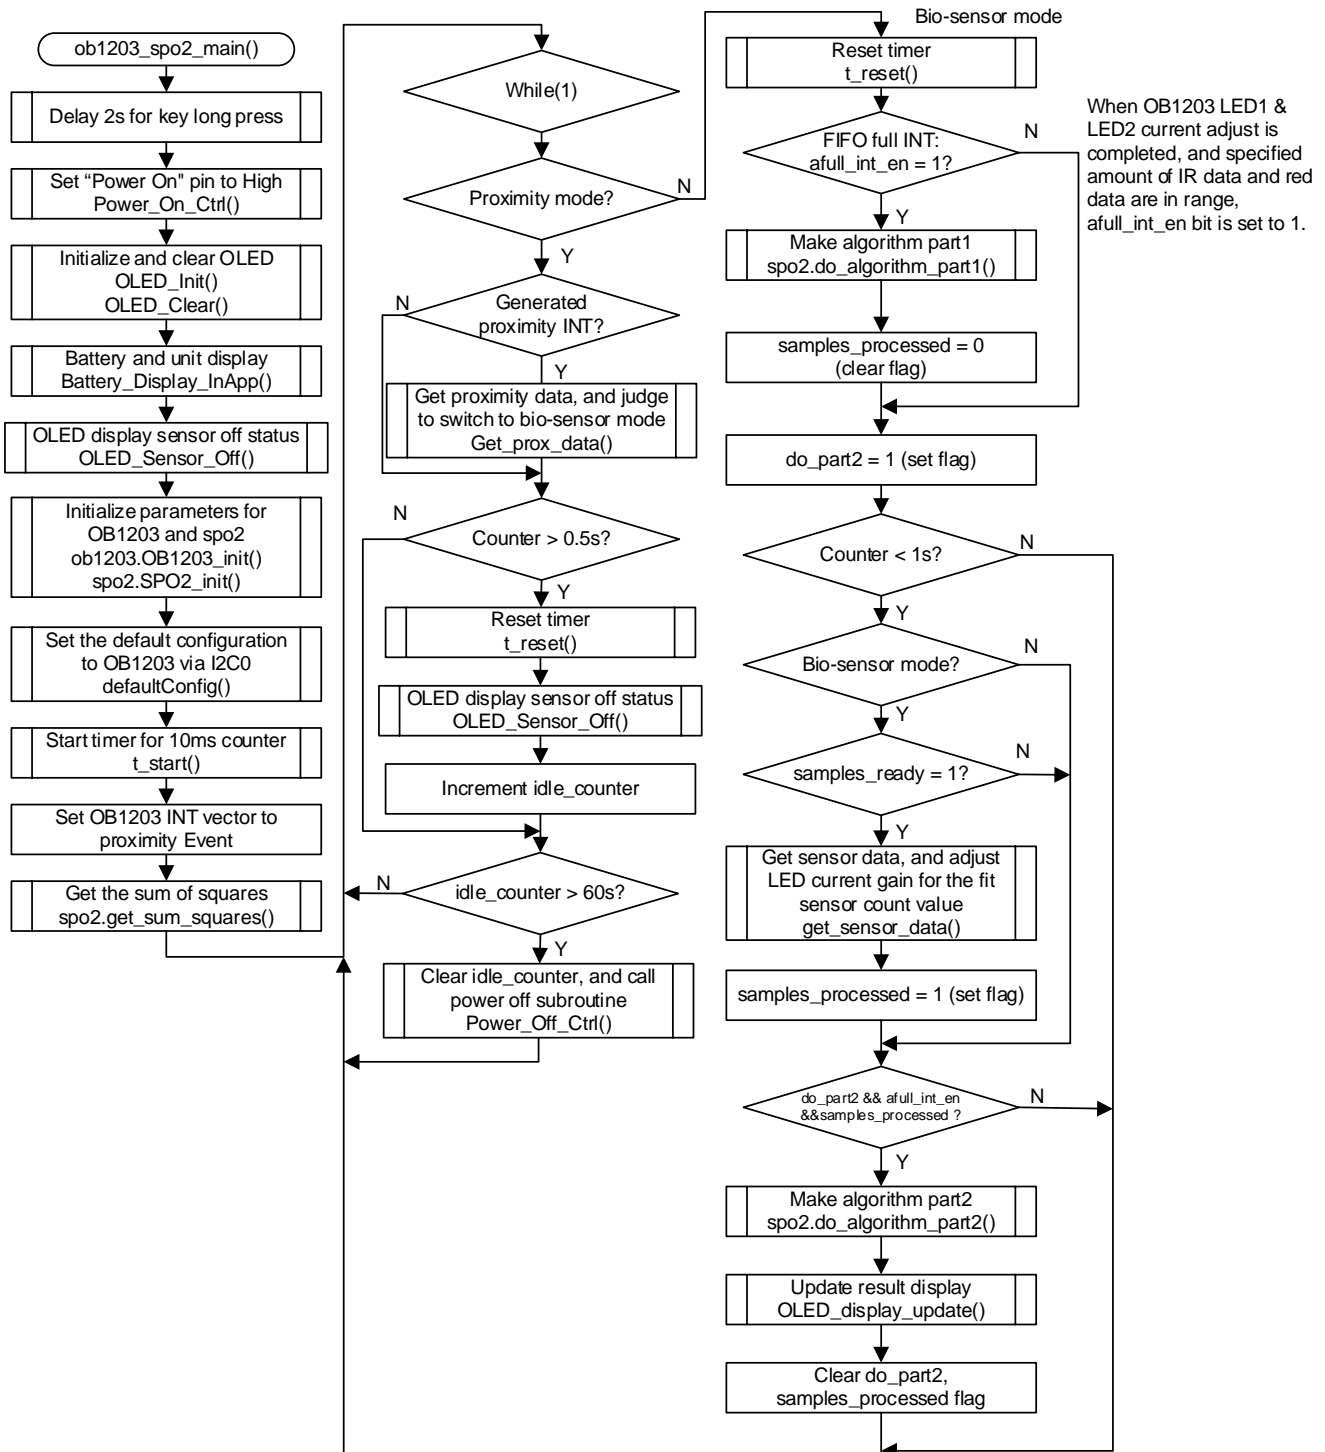 ob1203_spo2_main()
Delay 2s for key long press
Set “Power On" pin to High
Power_On_Ctrl()
Initialize and clear OLED
OLED_Init()
OLED_Clear()
Battery and unit display
Battery_Display_InApp()
OLED display sensor off status
OLED_Sensor_Off()
Initialize parameters for
OB1203 and spo2
ob1203.OB1203_init()
spo2.SPO2_init()
Set the default configuration
to OB1203 via I2C0
defaultConfig()
Start timer for 10ms counter
t_start()
Set OB1203 INT vector to
proximity Event
Get the sum of squares
spo2.get_sum_squares()
While(1)
Proximity mode?
N
Y
Generated
proximity INT?
N
Y
Get proximity data, and judge
to switch to bio-sensor mode
Get_prox_data()
N
Counter > 0.5s?
Y
Reset timer
t_reset()
OLED display sensor off status
OLED_Sensor_Off()
Increment idle_counter
N
idle_counter > 60s?
Y
Clear idle_counter, and call
power off subroutine
Power_Off_Ctrl()
Bio-sensor mode
Reset timer
t_reset()
FIFO full INT:
afull_int_en = 1?
N
Y
When OB1203 LED1 &
LED2 current adjust is
completed, and specified
amount of IR data and red
data are in range,
afull_int_en bit is set to 1.
Make algorithm part1
spo2.do_algorithm_part1()
samples_processed = 0
(clear flag)
do_part2 = 1 (set flag)
Counter < 1s?
N
Y
Bio-sensor mode?
N
Y
samples_ready = 1?
N
Y
Get sensor data, and adjust
LED current gain for the fit
sensor count value
get_sensor_data()
samples_processed = 1 (set flag)
do_part2 && afull_int_en
&&samples_processed ?
N
Y
Make algorithm part2
spo2.do_algorithm_part2()
Update result display
OLED_display_update()
Clear do_part2,
samples_processed flag